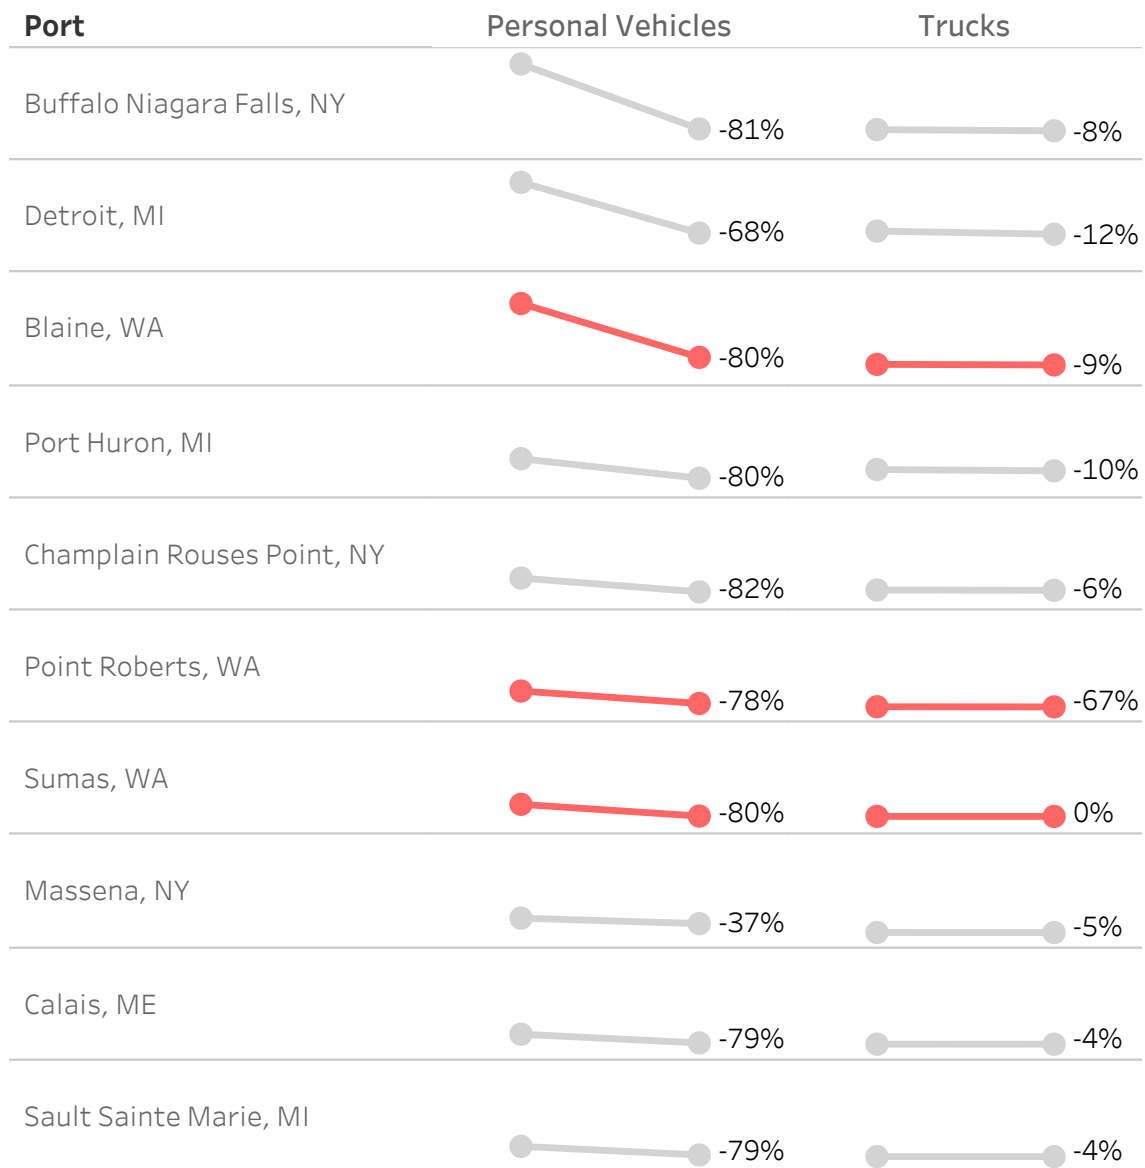 Port Personal Vehicles Trucks
Buffalo Niagara Falls, NY -81% -8%
Detroit, MI -68% -12%
Blaine, WA -80% -9%
Port Huron, MI -80% -10%
Champlain Rouses Point, NY -82% -6%
Point Roberts, WA -78% -67%
Sumas, WA -80% 0%
Massena, NY -37% -5%
Calais, ME -79% -4%
Sault Sainte Marie, MI -79% -4%